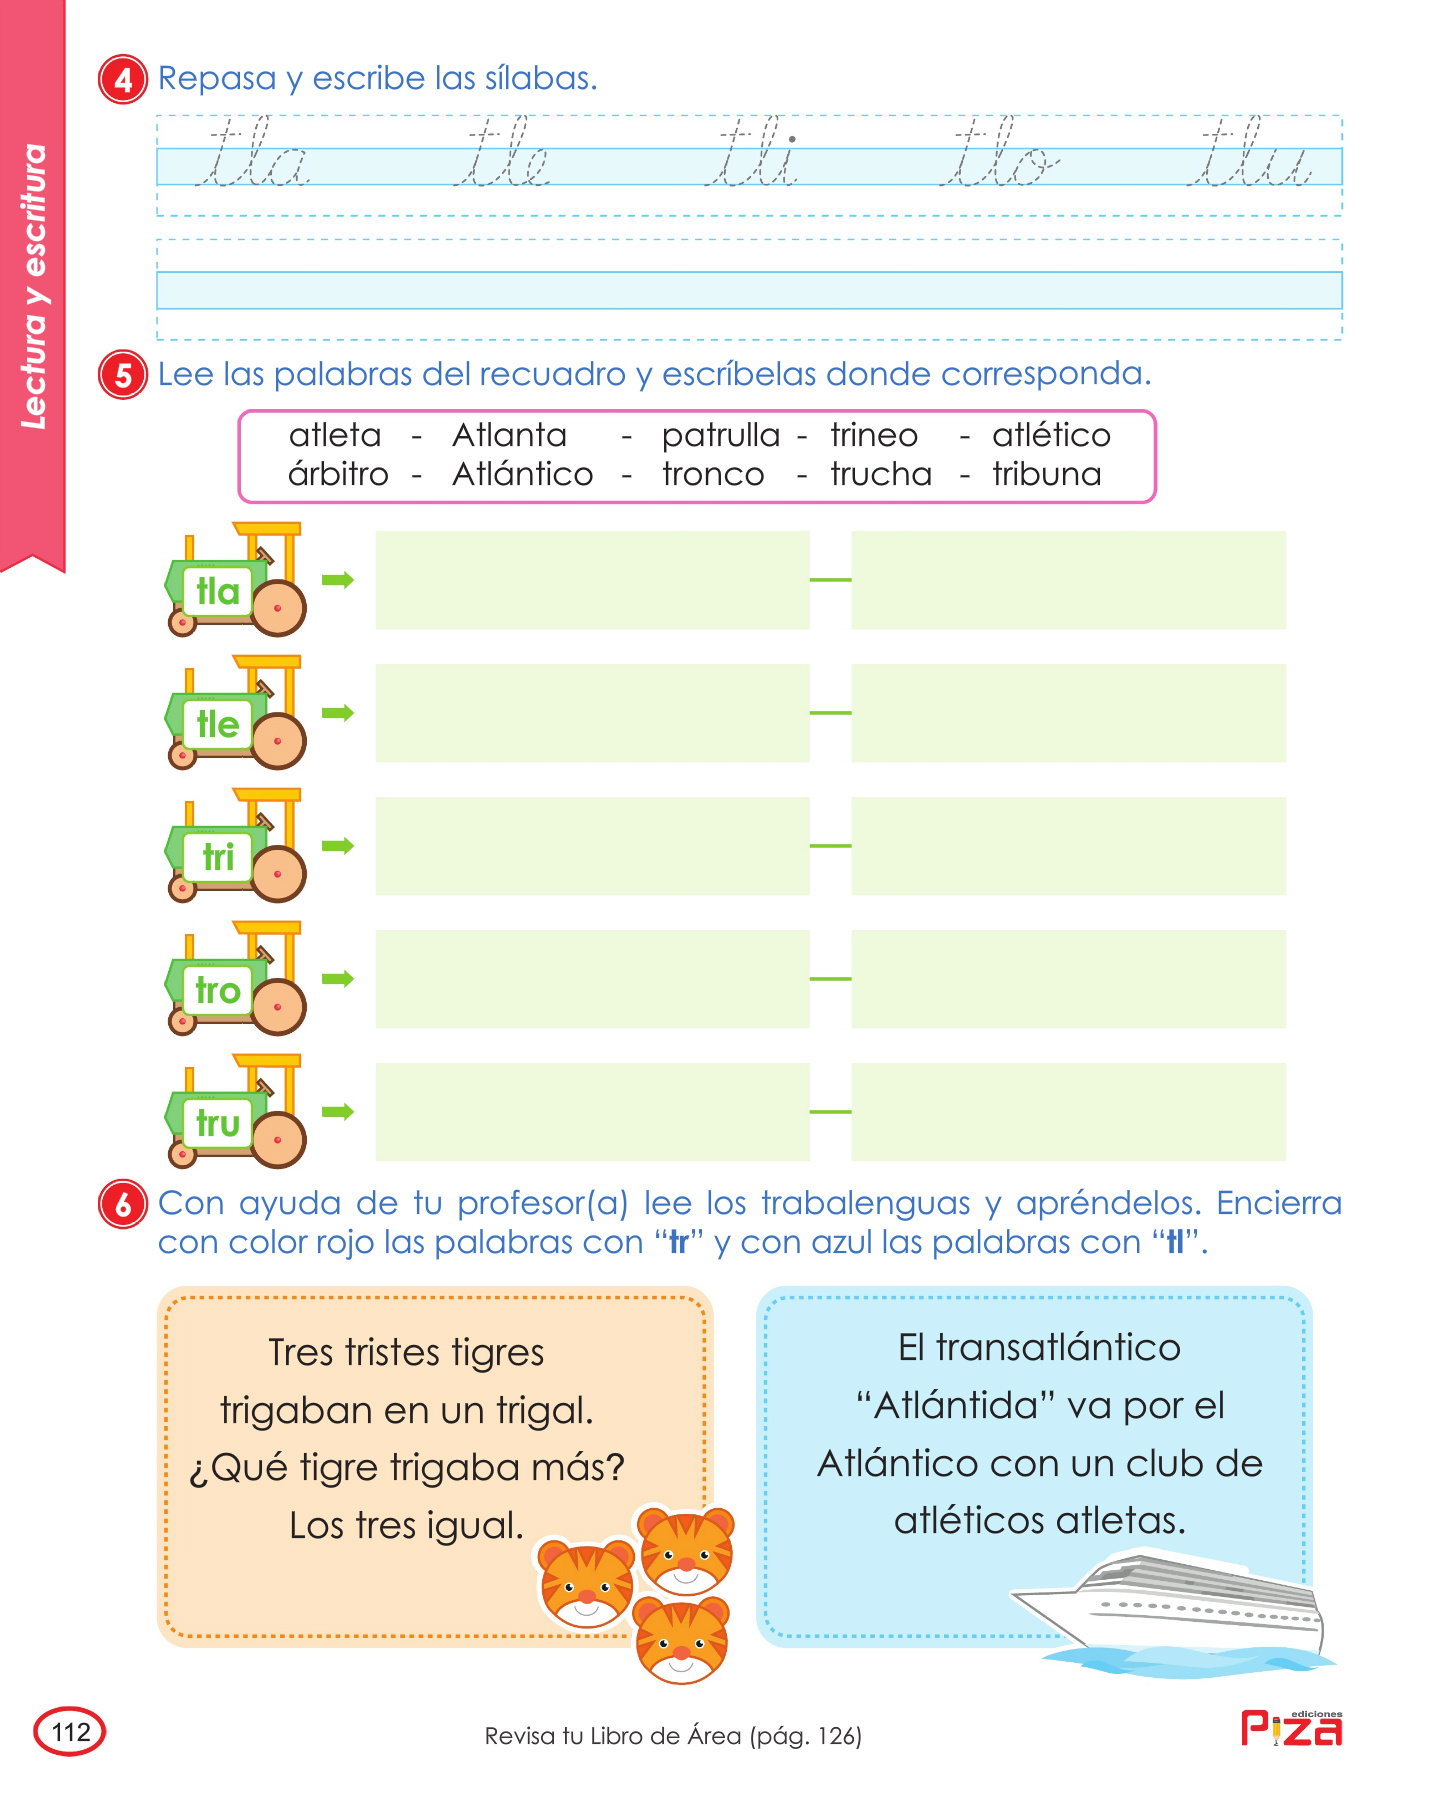 Lectura y escritura
4 Repasa y escribe las sílabas.
tla tle tli tlo tlu
5 Lee las palabras del recuadro y escríbelas donde corresponda.
atleta - Atlanta - patrulla - trineo - atlético
árbitro - Atlántico - tronco - trucha - tribuna
tla
tle
tri
tro
tru
6 Con ayuda de tu profesor(a) lee los trabalenguas y apréndelos. Encierra
con color rojo las palabras con “tr” y con azul las palabras con “tl”.
Tres tristes tigres
trigaban en un trigal.
¿Qué tigre trigaba más?
Los tres igual.
El transatlántico
“Atlántida” va por el
Atlántico con un club de
atléticos atletas.
112
Revisa tu Libro de Área (pág. 126)
ediciones
Piza